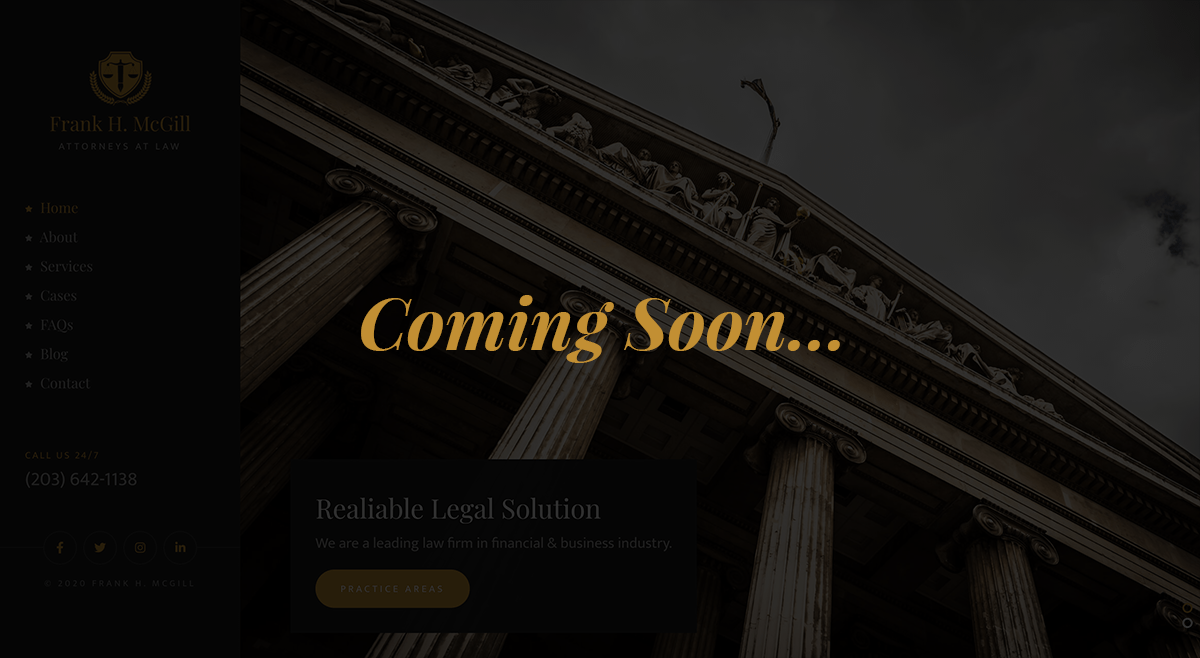 Frank H. McGill
ATTORNEYS AT LAW
Home
About
Services
Cases
FAQs
Blog
Contact
CALL US 24/7
(203) 642-1138
© 2020 FRANK H. MCGILL
Coming Soon...
Realiable Legal Solution
We are a leading law firm in financial & business industry.
PRACTICE AREAS